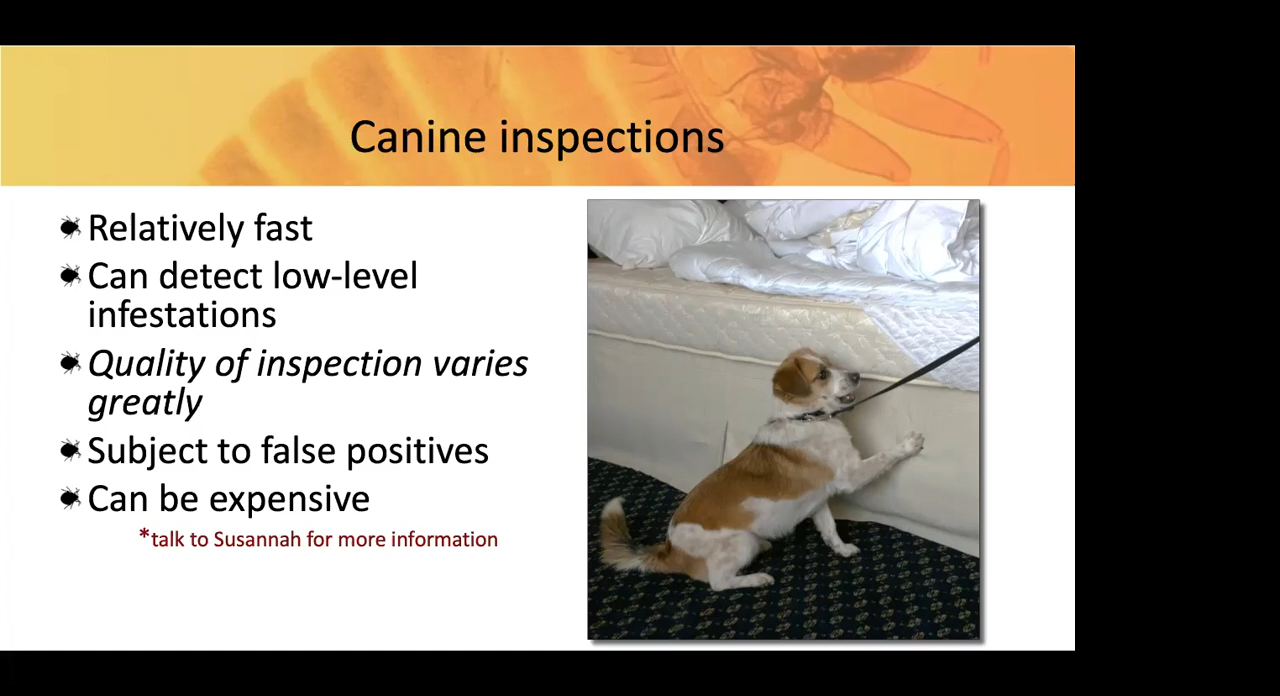 Canine inspections
Relatively fast
Can detect low-level
infestations
Quality of inspection varies
greatly
Subject to false positives
Can be expensive
*talk to Susannah for more information